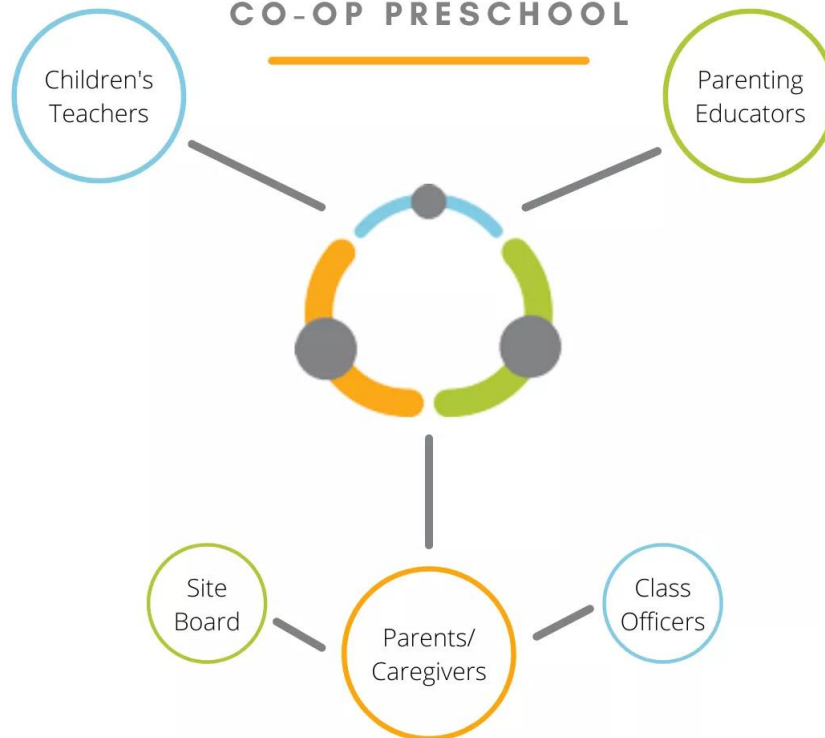 CO-OP PRESCHOOL
Children's
Teachers
Parenting
Educators
Site
Board
Parents/
Caregivers
Class
Officers